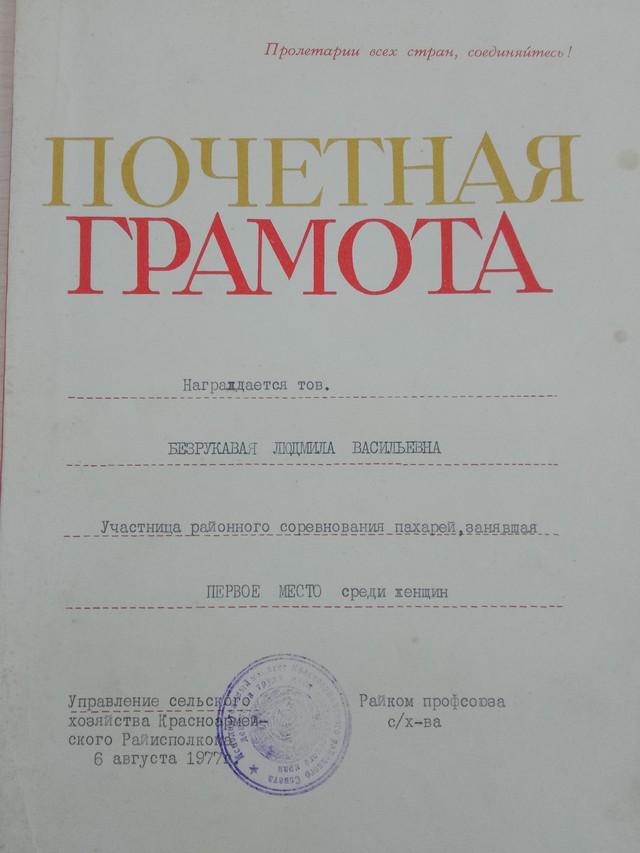 Пролетарии всех стран, соединяйтесь!
ПОЧЕТНАЯ
ГРАМОТА
Награждается тов.
БЕЗРУКАВАЯ ЛЮДМИЛА ВАСИЛЬЕВНА
Участница районного соревнования пахарей,занявшая
ПЕРВОЕ МЕСТО среди женщин
Управление сельского
хозяйства Красноармей-
ского Райисполкома
6 августа 1977г.
Райком профсоюза
с/х-ва